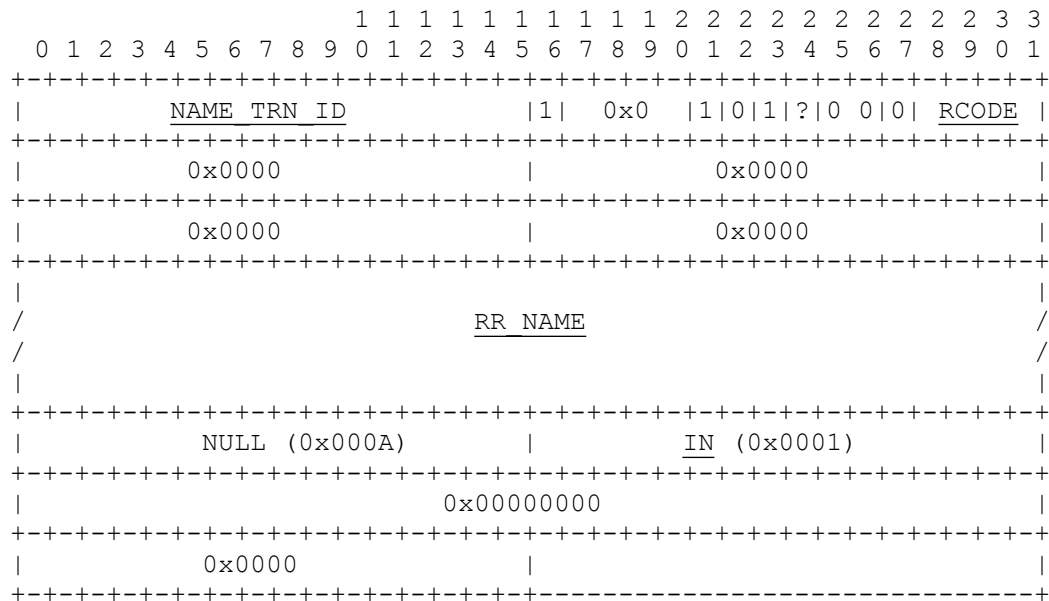 1 1 1 1 1 1 1 1 1 1 2 2 2 2 2 2 2 2 2 2 3 3
  0 1 2 3 4 5 6 7 8 9 0 1 2 3 4 5 6 7 8 9 0 1 2 3 4 5 6 7 8 9 0 1
+-+-+-+-+-+-+-+-+-+-+-+-+-+-+-+-+-+-+-+-+-+-+-+-+-+-+-+-+-+-+-+-+
|         NAME_TRN_ID           |1|  0x0  |1|0|1|?|0 0|0| RCODE |
+-+-+-+-+-+-+-+-+-+-+-+-+-+-+-+-+-+-+-+-+-+-+-+-+-+-+-+-+-+-+-+-+
|          0x0000               |           0x0000              |
+-+-+-+-+-+-+-+-+-+-+-+-+-+-+-+-+-+-+-+-+-+-+-+-+-+-+-+-+-+-+-+-+
|          0x0000               |           0x0000              |
+-+-+-+-+-+-+-+-+-+-+-+-+-+-+-+-+-+-+-+-+-+-+-+-+-+-+-+-+-+-+-+-+
|                                                               |
/                            RR_NAME                            /
/                                                               /
|                                                               |
+-+-+-+-+-+-+-+-+-+-+-+-+-+-+-+-+-+-+-+-+-+-+-+-+-+-+-+-+-+-+-+-+
|           NULL (0x000A)       |         IN (0x0001)           |
+-+-+-+-+-+-+-+-+-+-+-+-+-+-+-+-+-+-+-+-+-+-+-+-+-+-+-+-+-+-+-+-+
|                          0x00000000                           |
+-+-+-+-+-+-+-+-+-+-+-+-+-+-+-+-+-+-+-+-+-+-+-+-+-+-+-+-+-+-+-+-+
|           0x0000              |                               |
+-+-+-+-+-+-+-+-+-+-+-+-+-+-+-+-+-------------------------------+